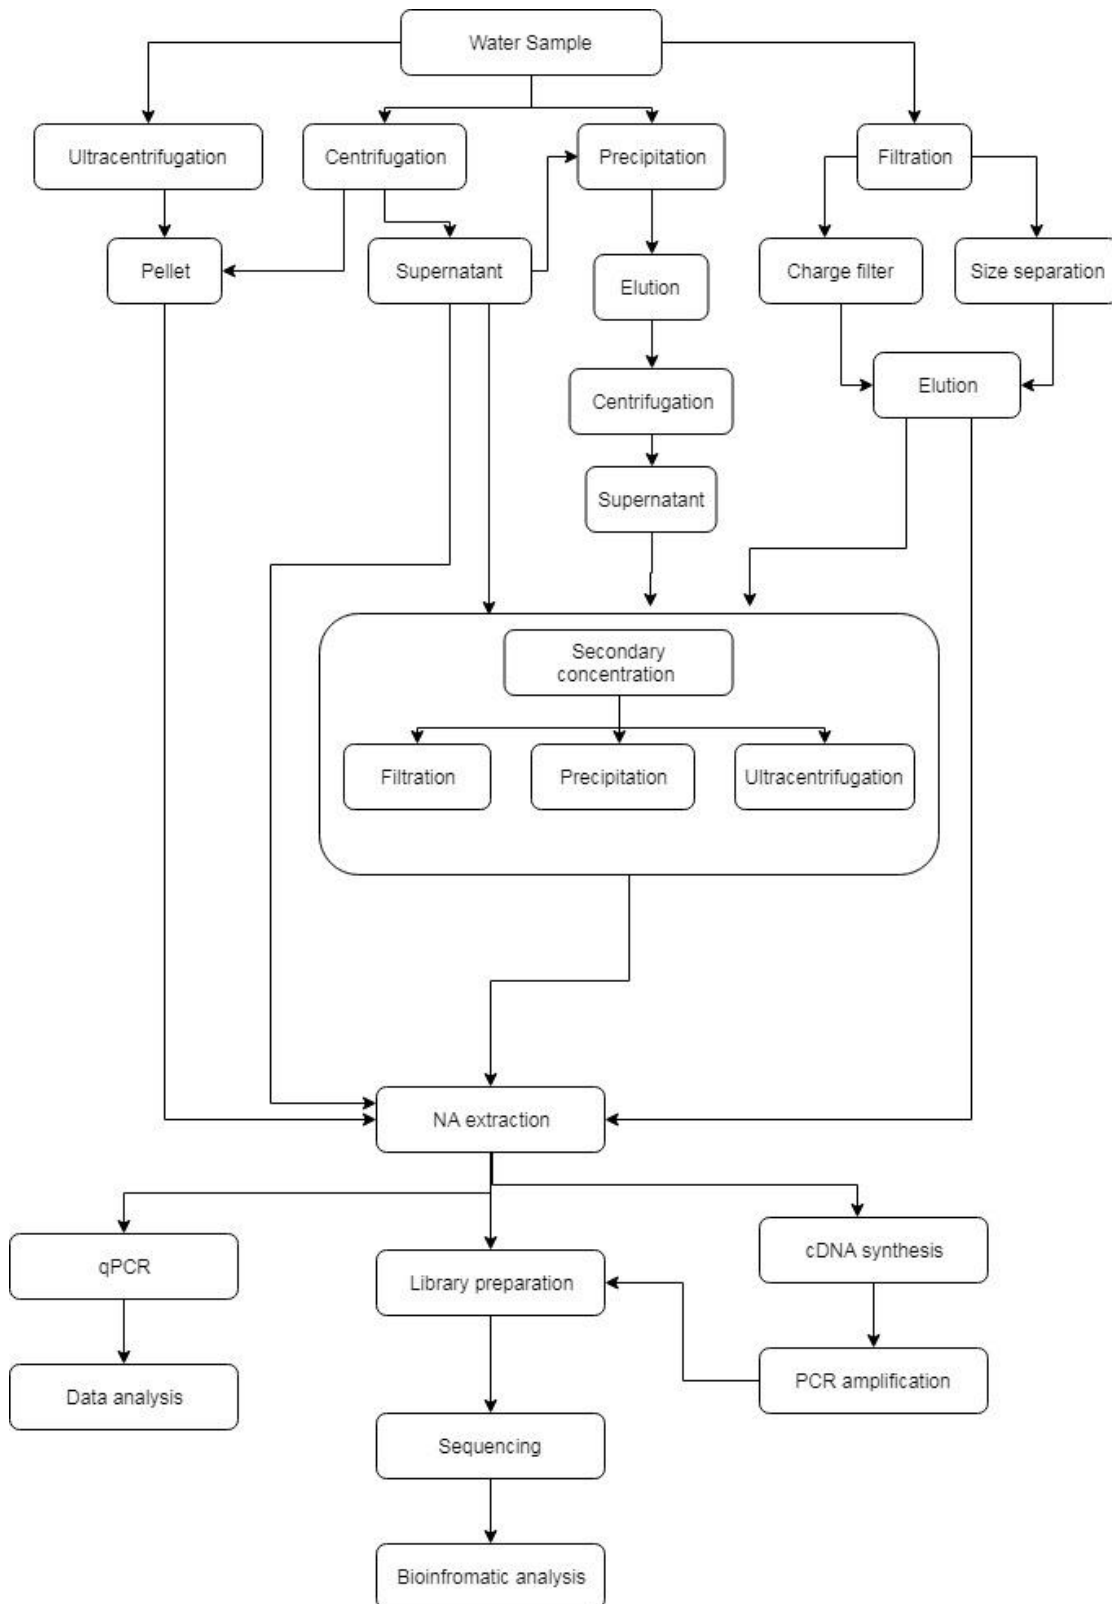 Water Sample
Ultracentrifugation
Centrifugation
Precipitation
Filtration
Pellet
Supernatant
Elution
Charge filter
Size separation
Elution
Centrifugation
Supernatant
Secondary
concentration
Filtration
Precipitation
Ultracentrifugation
NA extraction
qPCR
Library preparation
cDNA synthesis
Data analysis
PCR amplification
Sequencing
Bioinfromatic analysis